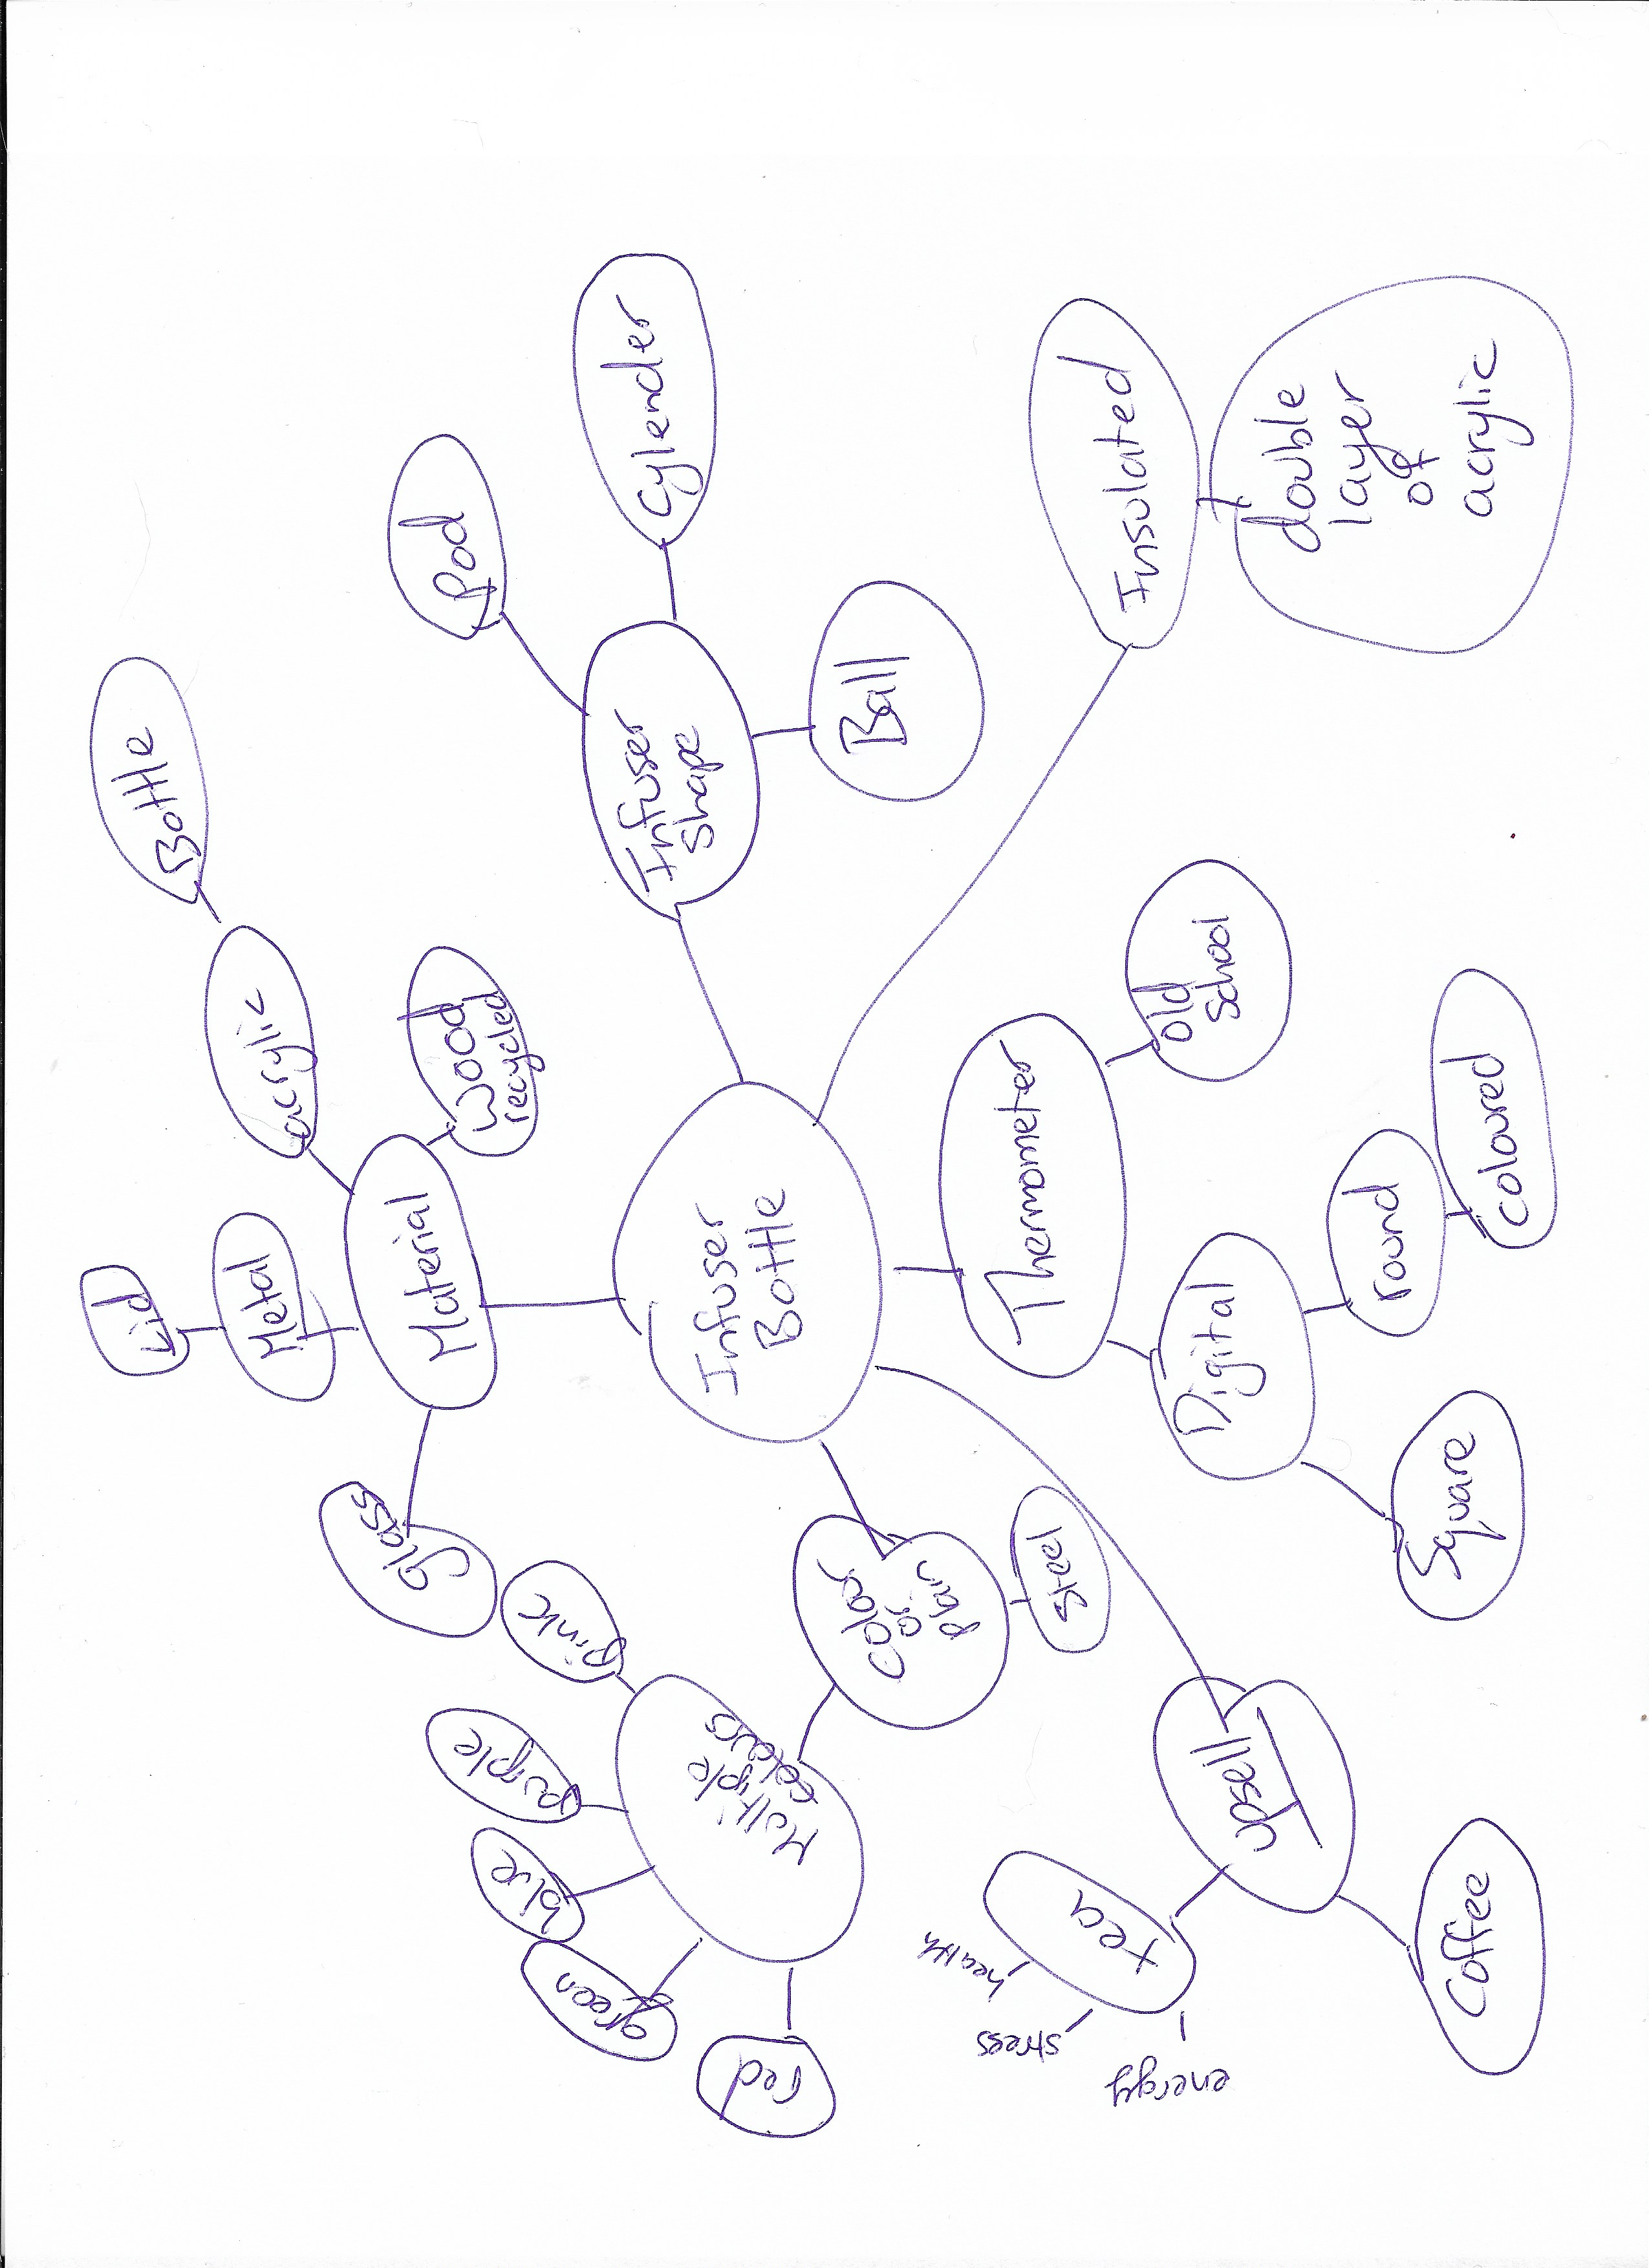 Lid
Bottle
Metal
acrylic
glass
Material
Wood
recycled
Pod
purple
blue
green
pink
red
Multiple
colours
Infuser
Bottle
Infuser
Shape
Cylender
Ball
Colour
or
Plain
Steel
Thermometer
Digital
old
School
Square
round
coloured
Insulated
double
layer
of
acrylic
upsell
tea
health
stress
energy
Coffee